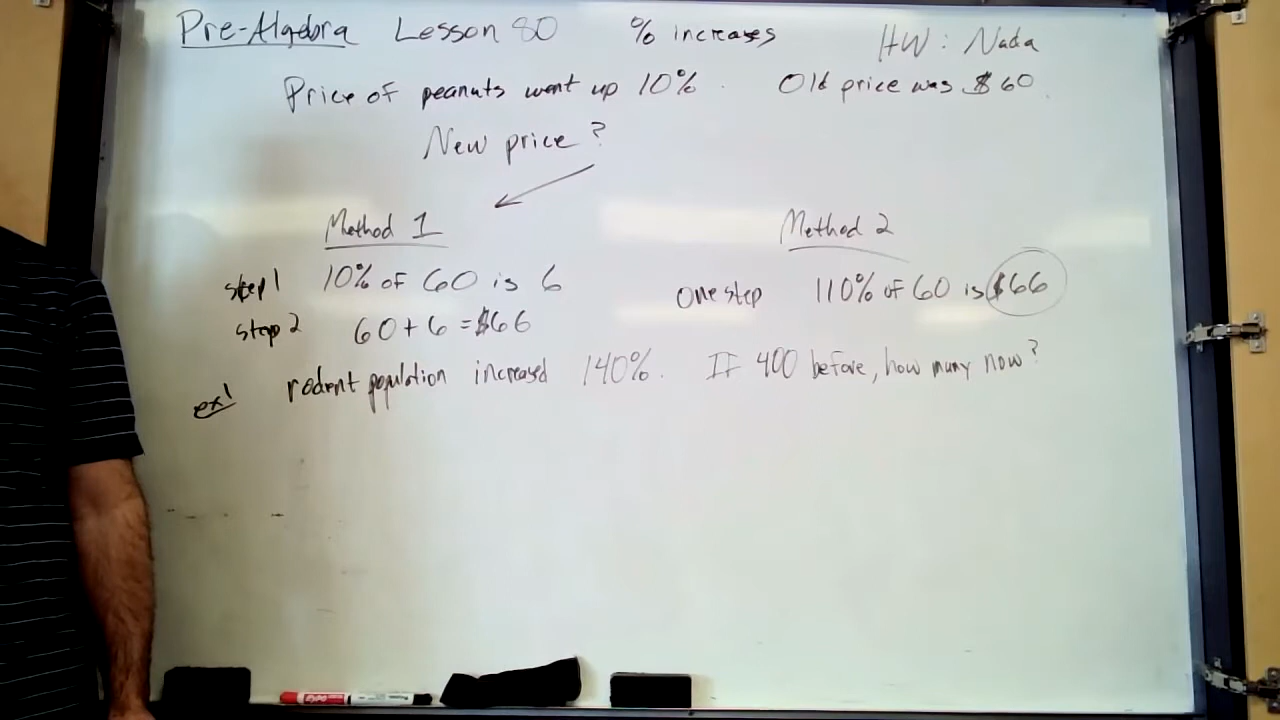 Pre-Algebra Lesson 80 % increases HW: Nada
Price of peanuts went up 10%. Old price was $60.
New price?
Method 1
step 1 10% of 60 is 6
step 2 60 + 6 = $66
Method 2
One step 110% of 60 is $66
ex1 rodent population increased 140%. If 400 before, how many now?
EXPO